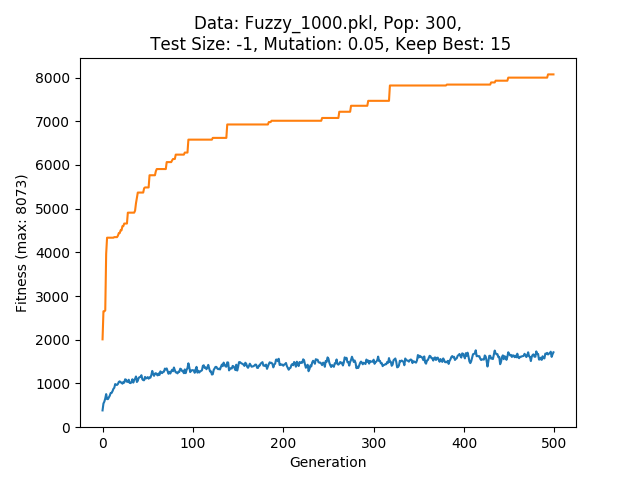 Data: Fuzzy_1000.pkl, Pop: 300,
Test Size: -1, Mutation: 0.05, Keep Best: 15
8000
7000
6000
5000
4000
3000
2000
1000
0
Fitness (max: 8073)
0 100 200 300 400 500
Generation